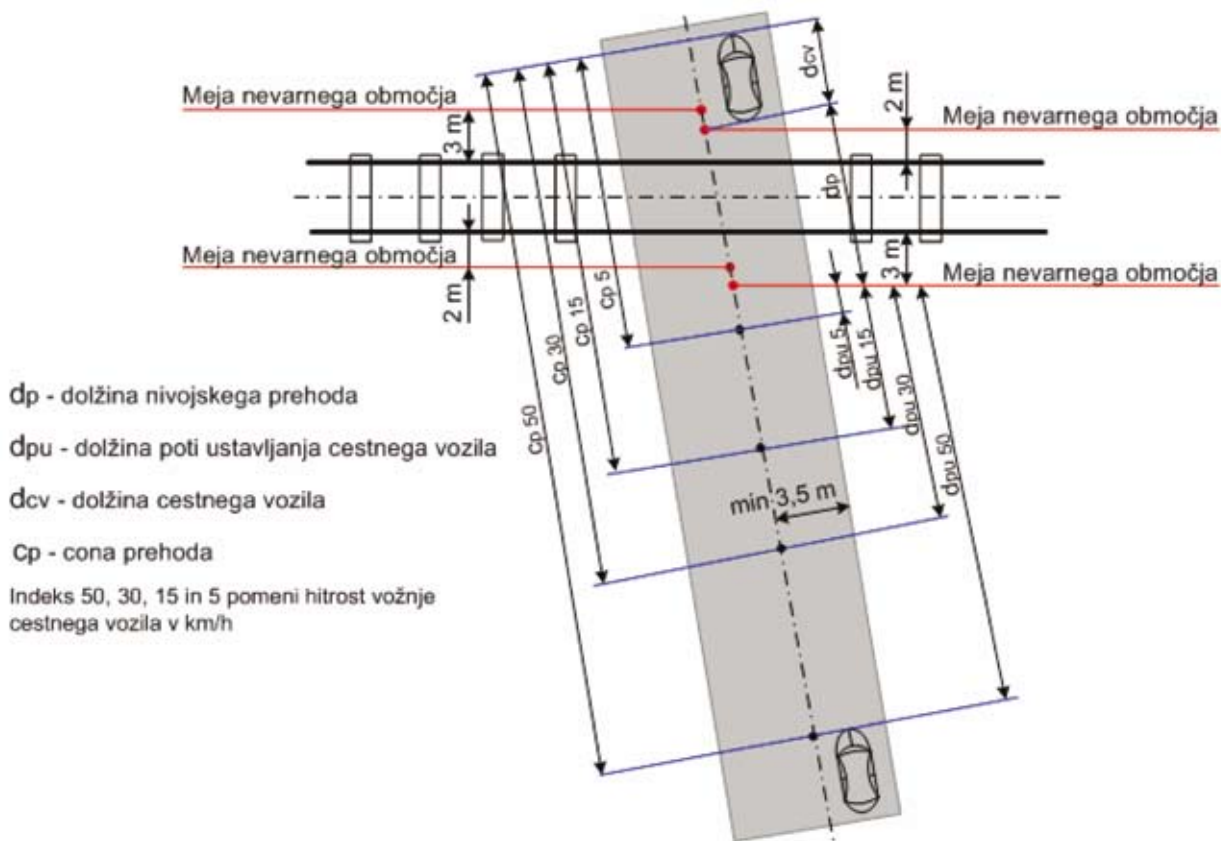 Meja nevarnega območja
3 m
dcv
2 m
Meja nevarnega območja
dp
Meja nevarnega območja
2 m
3 m
Meja nevarnega območja
cp 5
cp 15
cp 30
cp 50
dpu 5
dpu 15
dpu 30
dpu 50
min 3,5 m
dp - dolžina nivojskega prehoda
dpu - dolžina poti ustavljanja cestnega vozila
dcv - dolžina cestnega vozila
cp - cona prehoda
Indeks 50, 30, 15 in 5 pomeni hitrost vožnje
cestnega vozila v km/h